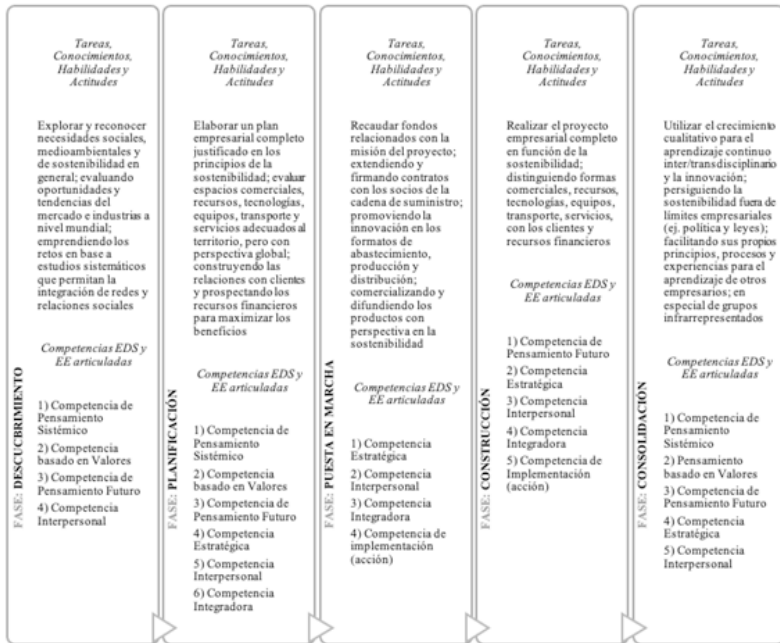 FASE: DESCUCBRIMIENTO
Tareas,
Conocimientos,
Habilidades y
Actitudes
Explorar y reconocer
necesidades sociales,
medioambientales y
de sostenibilidad en
general; evaluando
oportunidades y
tendencias del
mercado e industrias a
nivel mundial;
emprendiendo los
retos en base a
estudios sistemáticos
que permitan la
integración de redes y
relaciones sociales
Competencias EDS y
EE articuladas
1) Competencia de
Pensamiento
Sistémico
2) Competencia
basado en Valores
3) Competencia de
Pensamiento Futuro
4) Competencia
Interpersonal
FASE: PLANIFICACIÓN
Tareas,
Conocimientos,
Habilidades y
Actitudes
Elaborar un plan
empresarial completo
justificado en los
principios de la
sostenibilidad; evaluar
espacios comerciales,
recursos, tecnologías,
equipos, transporte y
servicios adecuados al
territorio, pero con
perspectiva global;
construyendo las
relaciones con clientes
y prospectando los
recursos financieros
para maximizar los
beneficios
Competencias EDS y
EE articuladas
1) Competencia de
Pensamiento
Sistémico
2) Competencia
basado en Valores
3) Competencia de
Pensamiento Futuro
4) Competencia
Estratégica
5) Competencia
Interpersonal
6) Competencia
Integradora
FASE: PUESTA EN MARCHA
Tareas,
Conocimientos,
Habilidades y
Actitudes
Recaudar fondos
relacionados con la
misión del proyecto;
extendiendo y
firmando contratos
con los socios de la
cadena de suministro;
promoviendo la
innovación en los
formatos de
abastecimiento,
producción y
distribución;
comercializando y
difundiendo los
productos con
perspectiva en la
sostenibilidad
Competencias EDS y
EE articuladas
1) Competencia
Estratégica
2) Competencia
Interpersonal
3) Competencia
Integradora
4) Competencia de
implementación
(acción)
FASE: CONSTRUCCIÓN
Tareas,
Conocimientos,
Habilidades y
Actitudes
Realizar el proyecto
empresarial completo
en función de la
sostenibilidad;
distinguiendo formas
comerciales, recursos,
tecnologías, equipos,
transporte, servicios,
con los clientes y
recursos financieros
Competencias EDS y
EE articuladas
1) Competencia de
Pensamiento Futuro
2) Competencia
Estratégica
3) Competencia
Interpersonal
4) Competencia
Integradora
5) Competencia de
Implementación
(acción)
FASE: CONSOLIDACIÓN
Tareas,
Conocimientos,
Habilidades y
Actitudes
Utilizar el crecimiento
cualitativo para el
aprendizaje continuo
inter/transdisciplinario
y la innovación;
persiguiendo la
sostenibilidad fuera de
límites empresariales
(ej. política y leyes);
facilitando sus propios
principios, procesos y
experiencias para el
aprendizaje de otros
empresarios; en
especial de grupos
infrarrepresentados
Competencias EDS y
EE articuladas
1) Competencia de
Pensamiento
Sistémico
2) Pensamiento
basado en Valores
3) Competencia de
Pensamiento Futuro
4) Competencia
Estratégica
5) Competencia
Interpersonal